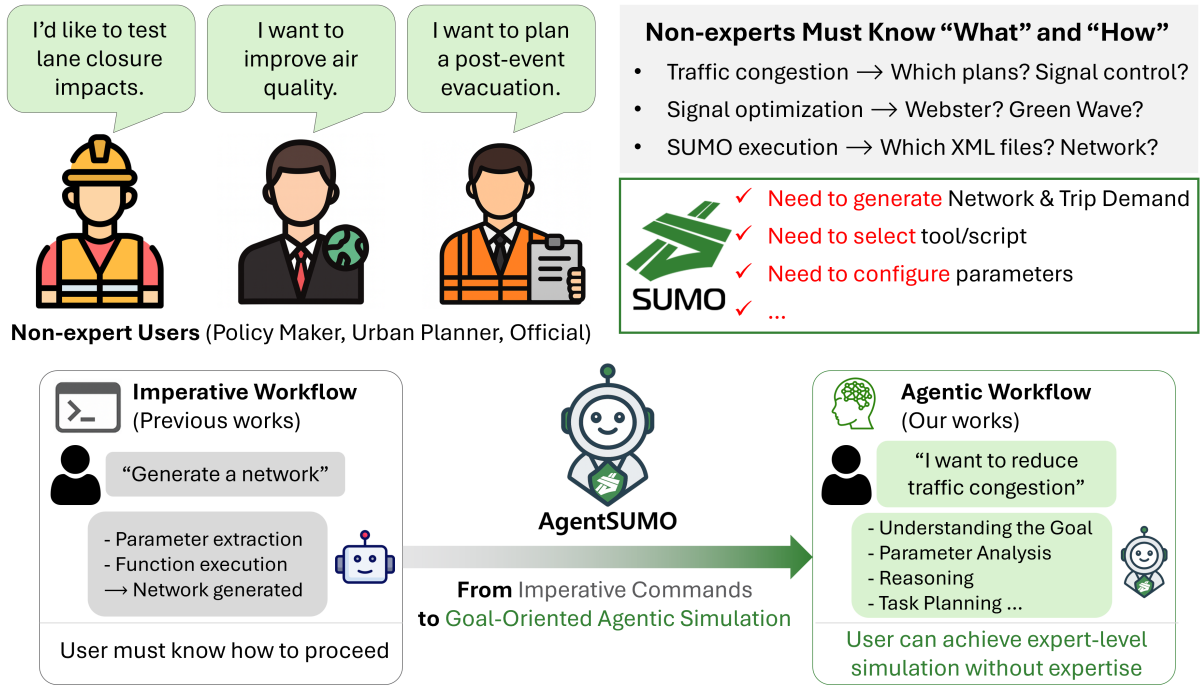 I’d like to test
lane closure
impacts.
I want to
improve air
quality.
I want to plan
a post-event
evacuation.
Non-expert Users (Policy Maker, Urban Planner, Official)
Non-experts Must Know “What” and “How”
• Traffic congestion → Which plans? Signal control?
• Signal optimization → Webster? Green Wave?
• SUMO execution → Which XML files? Network?
SUMO
✓ Need to generate Network & Trip Demand
✓ Need to select tool/script
✓ Need to configure parameters
✓ ...
Imperative Workflow
(Previous works)
“Generate a network”
- Parameter extraction
- Function execution
→ Network generated
User must know how to proceed
AgentSUMO
From Imperative Commands
to Goal-Oriented Agentic Simulation
Agentic Workflow
(Our works)
“I want to reduce
traffic congestion”
- Understanding the Goal
- Parameter Analysis
- Reasoning
- Task Planning ...
User can achieve expert-level
simulation without expertise